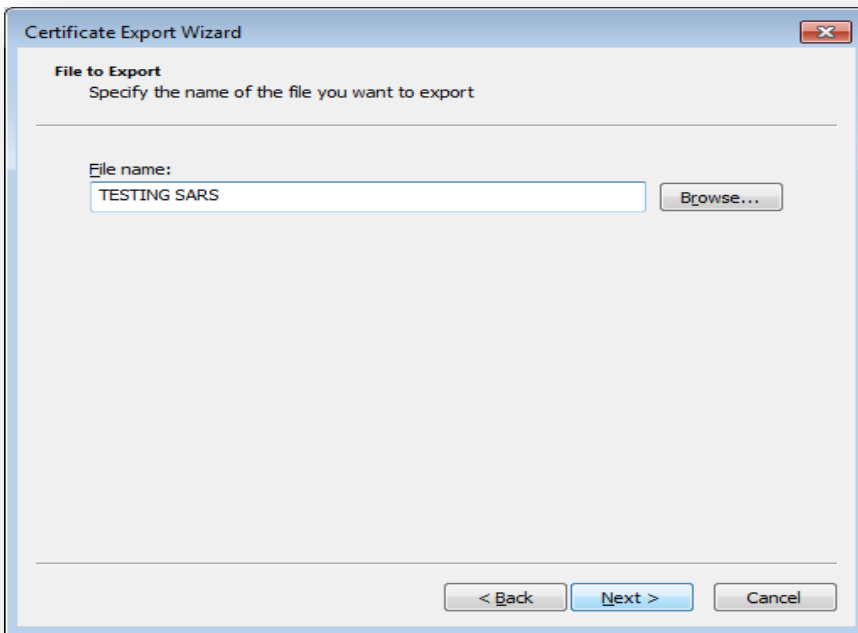 Certificate Export Wizard
File to Export
Specify the name of the file you want to export
File name:
TESTING SARS
Browse...
< Back
Next >
Cancel